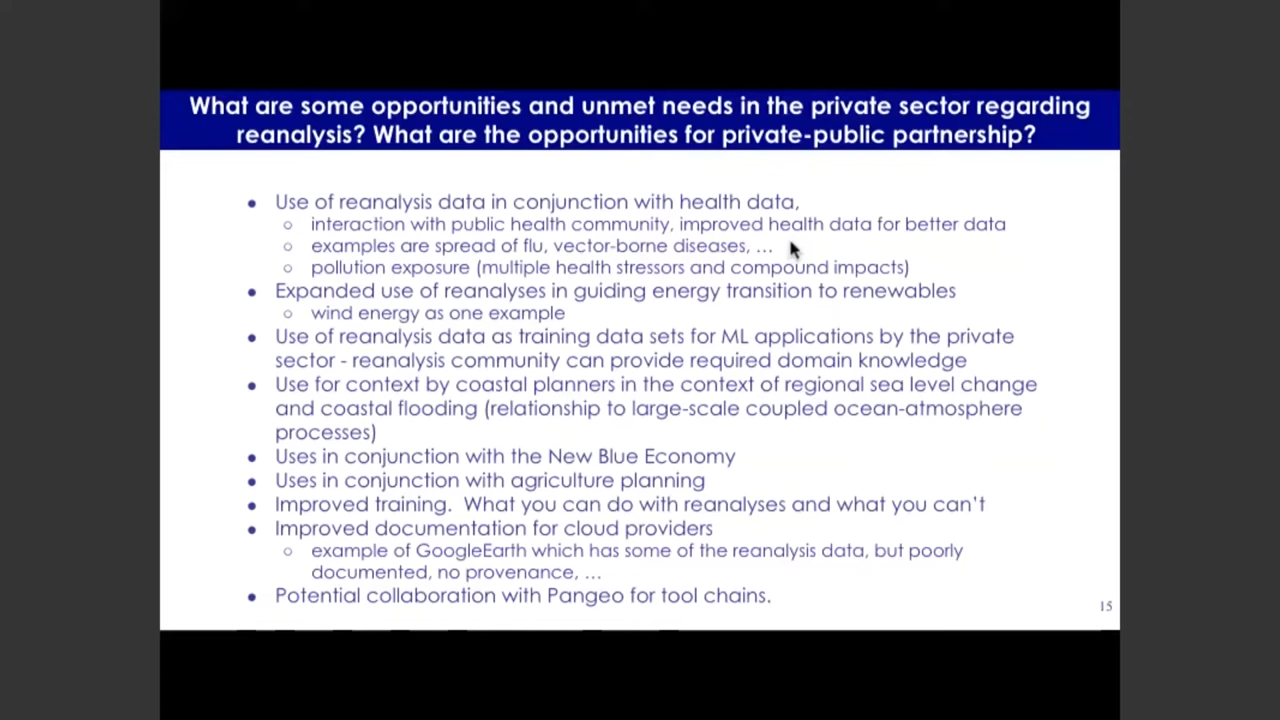 What are some opportunities and unmet needs in the private sector regarding
reanalysis? What are the opportunities for private-public partnership?
● Use of reanalysis data in conjunction with health data,
○ interaction with public health community, improved health data for better data
○ examples are spread of flu, vector-borne diseases, ...
○ pollution exposure (multiple health stressors and compound impacts)
● Expanded use of reanalyses in guiding energy transition to renewables
○ wind energy as one example
● Use of reanalysis data as training data sets for ML applications by the private
sector - reanalysis community can provide required domain knowledge
● Use for context by coastal planners in the context of regional sea level change
and coastal flooding (relationship to large-scale coupled ocean-atmosphere
processes)
● Uses in conjunction with the New Blue Economy
● Uses in conjunction with agriculture planning
● Improved training.  What you can do with reanalyses and what you can't
● Improved documentation for cloud providers
○ example of GoogleEarth which has some of the reanalysis data, but poorly
documented, no provenance, ...
● Potential collaboration with Pangeo for tool chains.
15